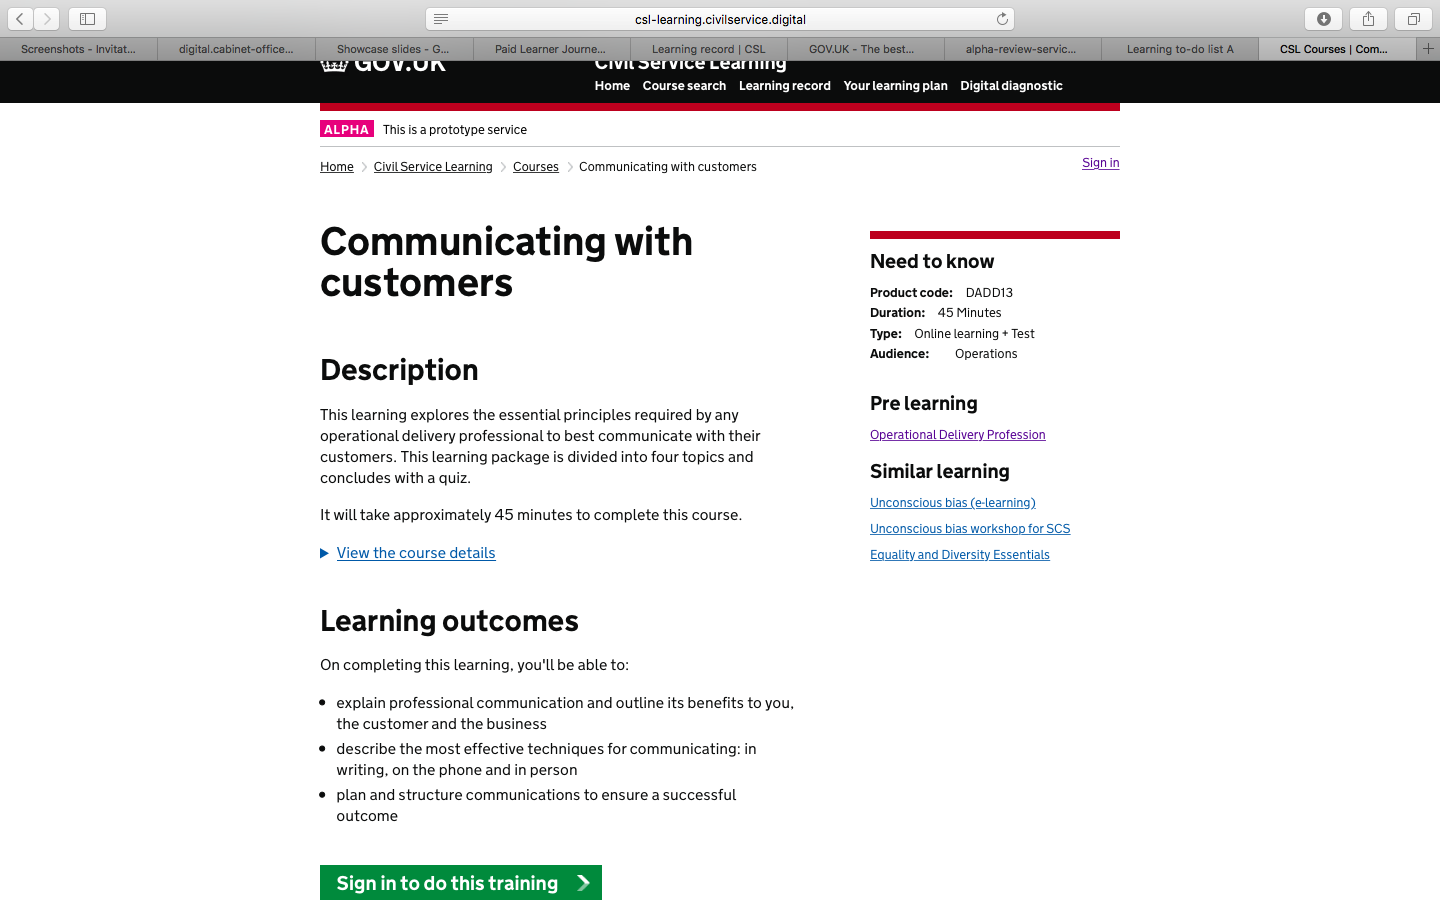 csl-learning.civilservice.digital
Screenshots - Invitat...
digital.cabinet-office...
Showcase slides - G...
Paid Learner Journe...
Learning record | CSL
GOV.UK - The best...
alpha-review-servic...
Learning to-do list A
CSL Courses | Com...
GOV.UK
Civil Service Learning
Home Course search Learning record Your learning plan Digital diagnostic
ALPHA This is a prototype service
Home Civil Service Learning Courses Communicating with customers
Sign in
Communicating with
customers
Description
This learning explores the essential principles required by any
operational delivery professional to best communicate with their
customers. This learning package is divided into four topics and
concludes with a quiz.
It will take approximately 45 minutes to complete this course.
View the course details
Learning outcomes
On completing this learning, you'll be able to:
explain professional communication and outline its benefits to you,
the customer and the business
describe the most effective techniques for communicating: in
writing, on the phone and in person
plan and structure communications to ensure a successful
outcome
Sign in to do this training
Need to know
Product code: DADD13
Duration: 45 Minutes
Type: Online learning + Test
Audience: Operations
Pre learning
Operational Delivery Profession
Similar learning
Unconscious bias (e-learning)
Unconscious bias workshop for SCS
Equality and Diversity Essentials